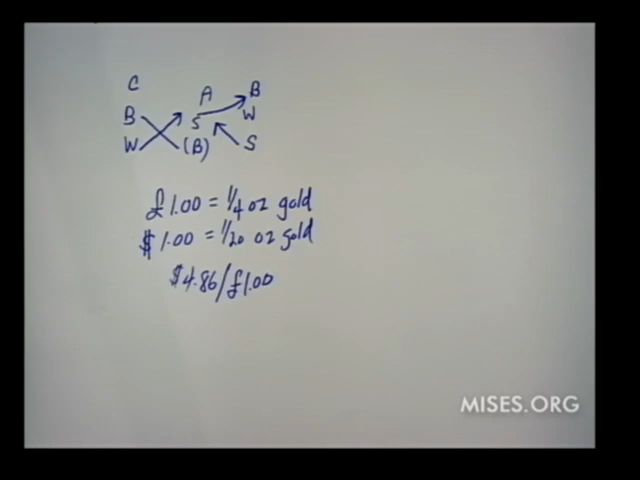 C
A
B
B
S
W
W
(B)
S
£1.00 = 1/4 oz gold
$1.00 = 1/20 oz gold
$4.86/£1.00
MISES.ORG